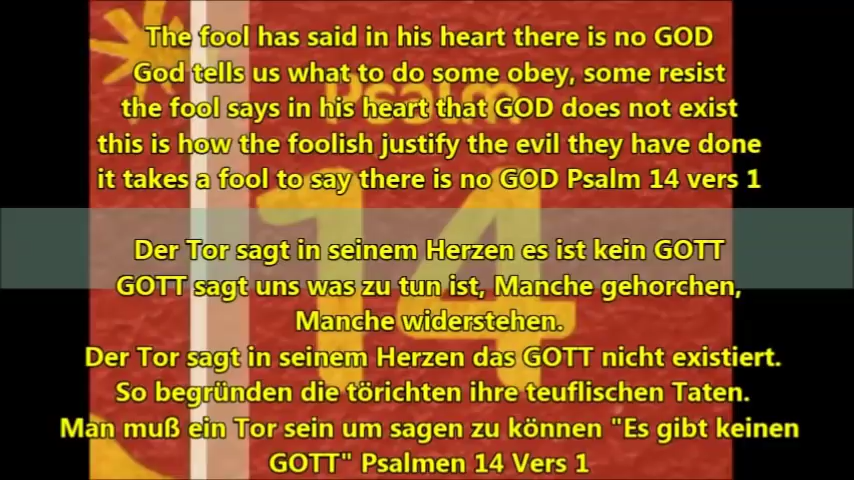 The fool has said in his heart there is no GOD
God tells us what to do some obey, some resist
the fool says in his heart that GOD does not exist
this is how the foolish justify the evil they have done
it takes a fool to say there is no GOD Psalm 14 vers 1
Psalm
14
Der Tor sagt in seinem Herzen es ist kein GOTT
GOTT sagt uns was zu tun ist, Manche gehorchen,
Manche widerstehen.
Der Tor sagt in seinem Herzen das GOTT nicht existiert.
So begründen die törichten ihre teuflischen Taten.
Man muß ein Tor sein um sagen zu können "Es gibt keinen
GOTT" Psalmen 14 Vers 1